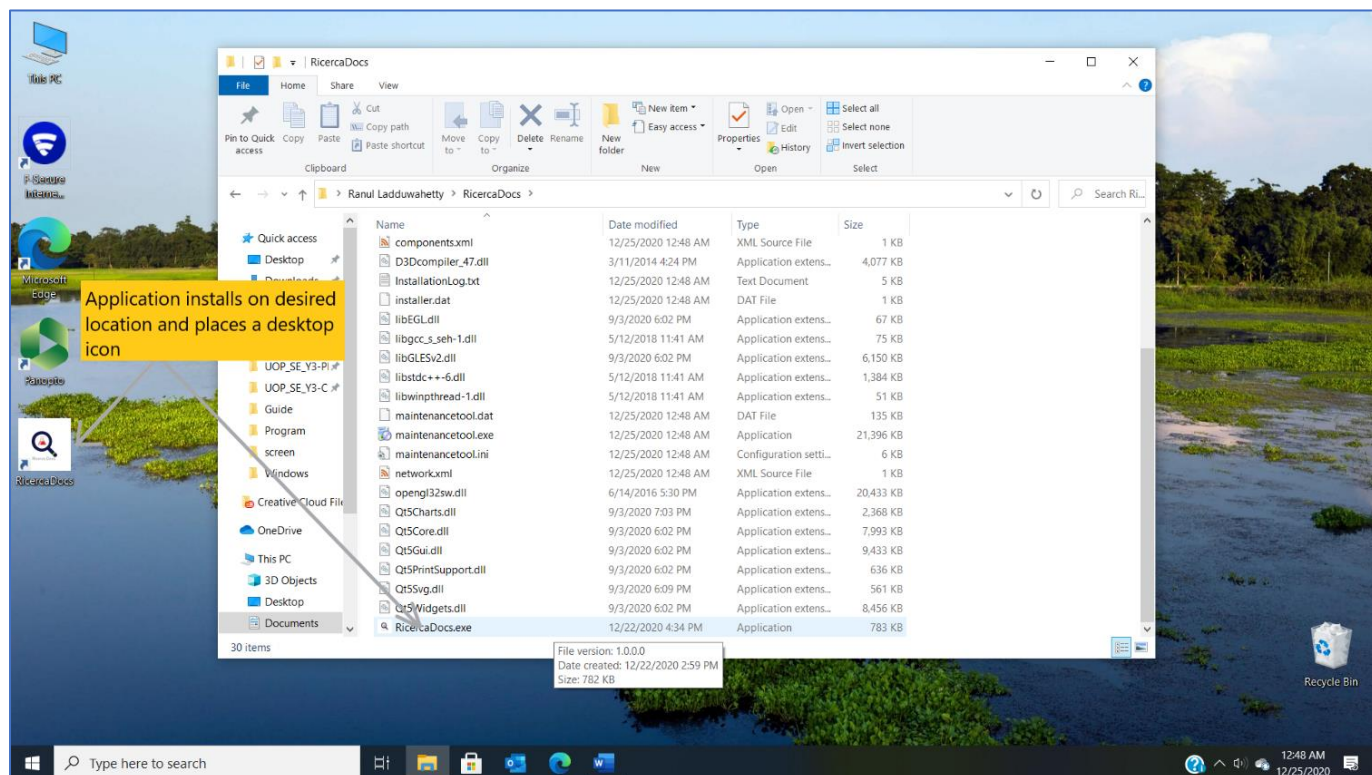 This PC
F-Secure
Interne...
Microsoft
Edge
Panopto
RicercaDocs
Application installs on desired
location and places a desktop
icon
RicercaDocs
File Home Share View
Pin to Quick
access
Copy
Paste
Cut
Copy path
Paste shortcut
Clipboard
Move
to
Copy
to
Delete
Rename
Organize
New
folder
New item
Easy access
New
Properties
Open
Edit
History
Open
Select all
Select none
Invert selection
Select
Ranul Ladduwahetty > RicercaDocs >
Search Ri...
Quick access
Desktop
Downloads
UOP_SE_Y3-Pl
UOP_SE_Y3-C
Guide
Program
screen
Windows
Creative Cloud File
OneDrive
This PC
3D Objects
Desktop
Documents
Name Date modified Type Size
components.xml 12/25/2020 12:48 AM XML Source File 1 KB
D3Dcompiler_47.dll 3/11/2014 4:24 PM Application extens... 4,077 KB
InstallationLog.txt 12/25/2020 12:48 AM Text Document 5 KB
installer.dat 12/25/2020 12:48 AM DAT File 1 KB
libEGL.dll 9/3/2020 6:02 PM Application extens... 67 KB
libgcc_s_seh-1.dll 5/12/2018 11:41 AM Application extens... 75 KB
libGLESv2.dll 9/3/2020 6:02 PM Application extens... 6,150 KB
libstdc++-6.dll 5/12/2018 11:41 AM Application extens... 1,384 KB
libwinpthread-1.dll 5/12/2018 11:41 AM Application extens... 51 KB
maintenancetool.dat 12/25/2020 12:48 AM DAT File 135 KB
maintenancetool.exe 12/25/2020 12:48 AM Application 21,396 KB
maintenancetool.ini 12/25/2020 12:48 AM Configuration setti... 6 KB
network.xml 12/25/2020 12:48 AM XML Source File 1 KB
opengl32sw.dll 6/14/2016 5:30 PM Application extens... 20,433 KB
Qt5Charts.dll 9/3/2020 7:03 PM Application extens... 2,368 KB
Qt5Core.dll 9/3/2020 6:02 PM Application extens... 7,993 KB
Qt5Gui.dll 9/3/2020 6:02 PM Application extens... 9,433 KB
Qt5PrintSupport.dll 9/3/2020 6:02 PM Application extens... 636 KB
Qt5Svg.dll 9/3/2020 6:09 PM Application extens... 561 KB
Qt5Widgets.dll 9/3/2020 6:02 PM Application extens... 8,456 KB
RicercaDocs.exe 12/22/2020 4:34 PM Application 783 KB
30 items
File version: 1.0.0.0
Date created: 12/22/2020 2:59 PM
Size: 782 KB
Recycle Bin
Type here to search
12:48 AM
12/25/2020